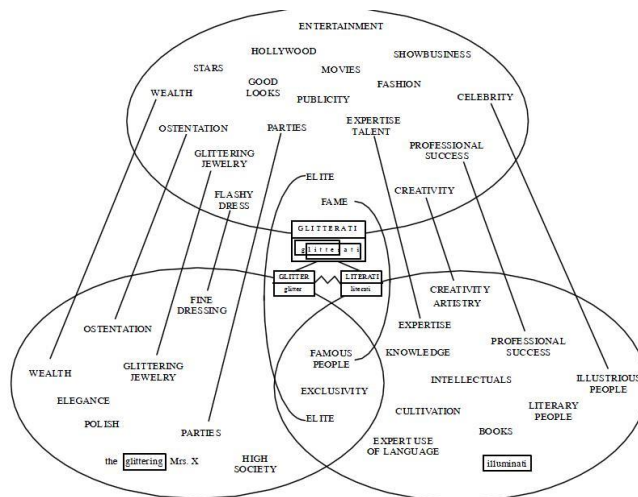 ENTERTAINMENT
HOLLYWOOD
SHOWBUSINESS
STARS
MOVIES
GOOD
LOOKS
FASHION
WEALTH
PUBLICITY
CELEBRITY
OSTENTATION
PARTIES
EXPERTISE
TALENT
PROFESSIONAL
SUCCESS
GLITTERING
JEWELRY
ELITE
CREATIVITY
FLASHY
DRESS
FAME
GLITTERATI
glitterati
GLITTER
glitter
LITERATI
literati
FINE
DRESSING
CREATIVITY
ARTISTRY
OSTENTATION
EXPERTISE
PROFESSIONAL
SUCCESS
FAMOUS
PEOPLE
KNOWLEDGE
WEALTH
GLITTERING
JEWELRY
INTELLECTUALS
ILLUSTRIOUS
PEOPLE
ELEGANCE
EXCLUSIVITY
CULTIVATION
LITERARY
PEOPLE
POLISH
ELITE
PARTIES
BOOKS
EXPERT USE
OF LANGUAGE
the glittering Mrs. X
HIGH
SOCIETY
illuminati